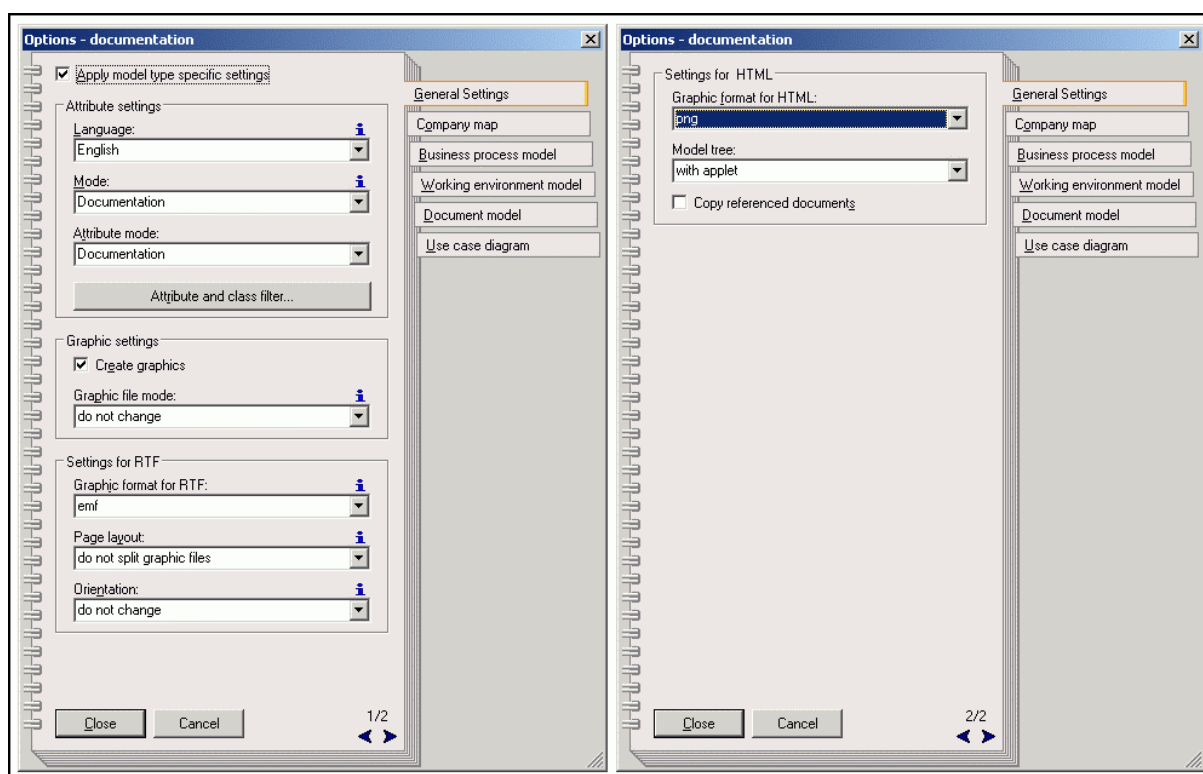 Options - documentation
Apply model type specific settings
Attribute settings
Language:
English
Mode:
Documentation
Attribute mode:
Documentation
Attribute and class filter...
Graphic settings
Create graphics
Graphic file mode:
do not change
Settings for RTF
Graphic format for RTF:
emf
Page layout:
do not split graphic files
Orientation:
do not change
Close
Cancel
1/2
General Settings
Company map
Business process model
Working environment model
Document model
Use case diagram
Options - documentation
Settings for HTML
Graphic format for HTML:
png
Model tree:
with applet
Copy referenced documents
Close
Cancel
2/2
General Settings
Company map
Business process model
Working environment model
Document model
Use case diagram